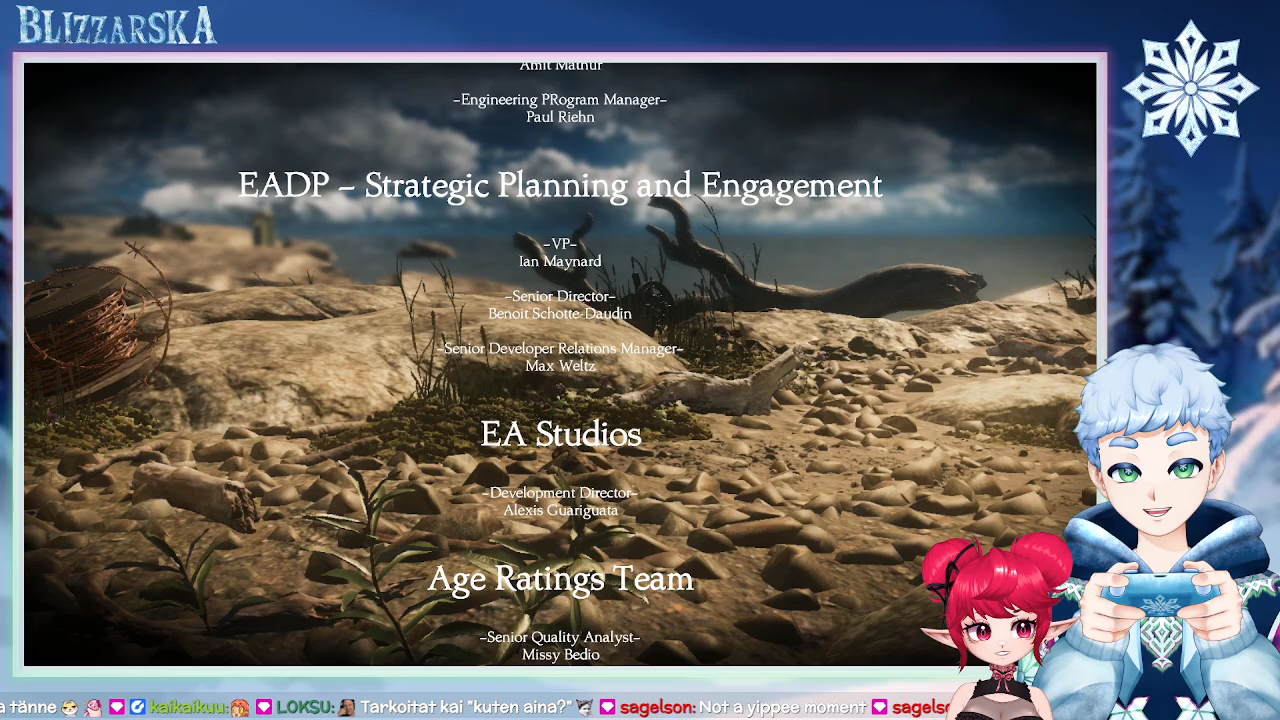 BLIZZARSKA
Amit Mathur
-Engineering PRogram Manager-
Paul Riehn
EADP - Strategic Planning and Engagement
-VP-
Ian Maynard
-Senior Director-
Benoit Schotte-Daudin
-Senior Developer Relations Manager-
Max Weltz
EA Studios
-Development Director-
Alexis Guariguata
Age Ratings Team
-Senior Quality Analyst-
Missy Bedio
a tänne kaikaikuu: LOKSU: Tarkoitat kai "kuten aina?" sagelson: Not a yippee moment sagelso